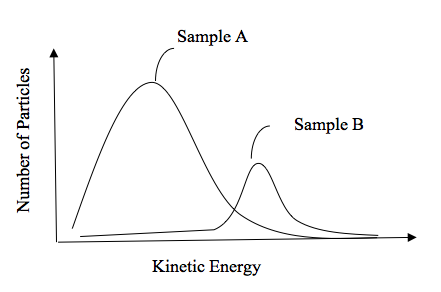 Sample A
Sample B
Number of Particles
Kinetic Energy